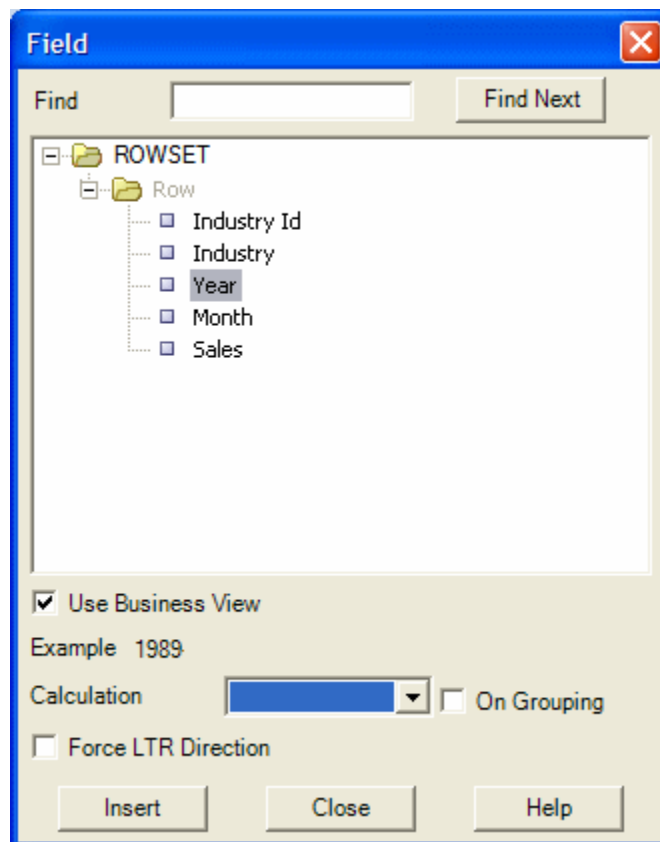 Field
Find Find Next
ROWSET
Row
Industry Id
Industry
Year
Month
Sales
Use Business View
Example 1989
Calculation On Grouping
Force LTR Direction
Insert Close Help